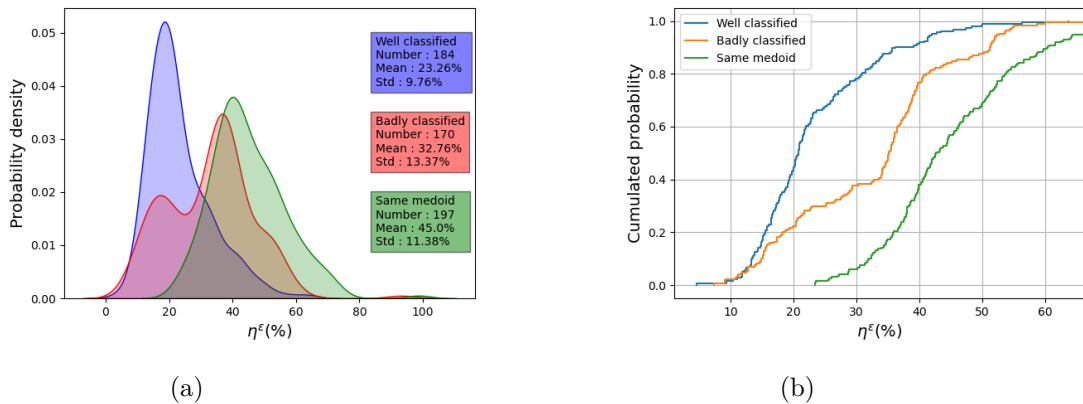 0.05
0.04
0.03
0.02
0.01
0.00
Probability density
0 20 40 60 80 100
η^ε(%)
Well classified
Number : 184
Mean : 23.26%
Std : 9.76%
Badly classified
Number : 170
Mean : 32.76%
Std : 13.37%
Same medoid
Number : 197
Mean : 45.0%
Std : 11.38%
(a)
1.0
0.8
0.6
0.4
0.2
0.0
Cumulated probability
Well classified
Badly classified
Same medoid
10 20 30 40 50 60
η^ε(%)
(b)